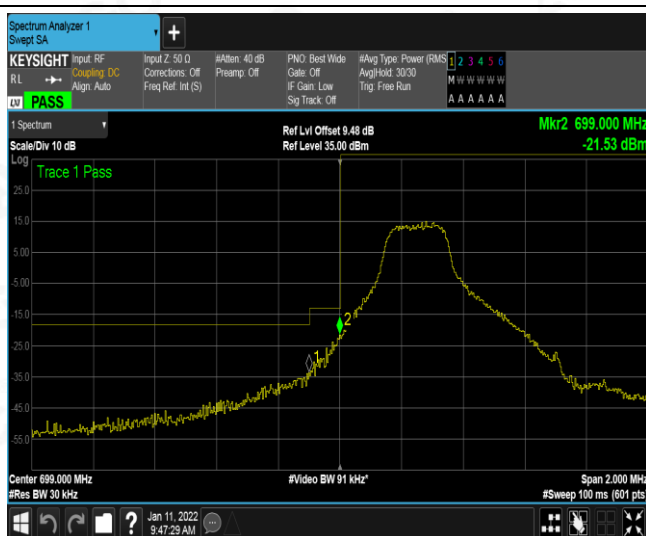 Spectrum Analyzer 1
Swept SA
+
KEYSIGHT
RL
PASS
Input: RF
Coupling: DC
Align: Auto
Input Z: 50 Ω
Corrections: Off
Freq Ref: Int (S)
#Atten: 40 dB
Preamp: Off
PNO: Best Wide
Gate: Off
IF Gain: Low
Sig Track: Off
#Avg Type: Power (RMS
Avg|Hold: 30/30
Trig: Free Run
1 2 3 4 5 6
M W W W W W
A A A A A A
1 Spectrum
Scale/Div 10 dB
Ref Lvl Offset 9.48 dB
Ref Level 35.00 dBm
Mkr2 699.000 MHz
-21.53 dBm
Log
Trace 1 Pass
25.0
15.0
5.00
-5.00
-15.0
-25.0
-35.0
-45.0
-55.0
2
1
Center 699.000 MHz
#Res BW 30 kHz
#Video BW 91 kHz*
Span 2.000 MHz
#Sweep 100 ms (601 pts)
?
Jan 11, 2022
9:47:29 AM